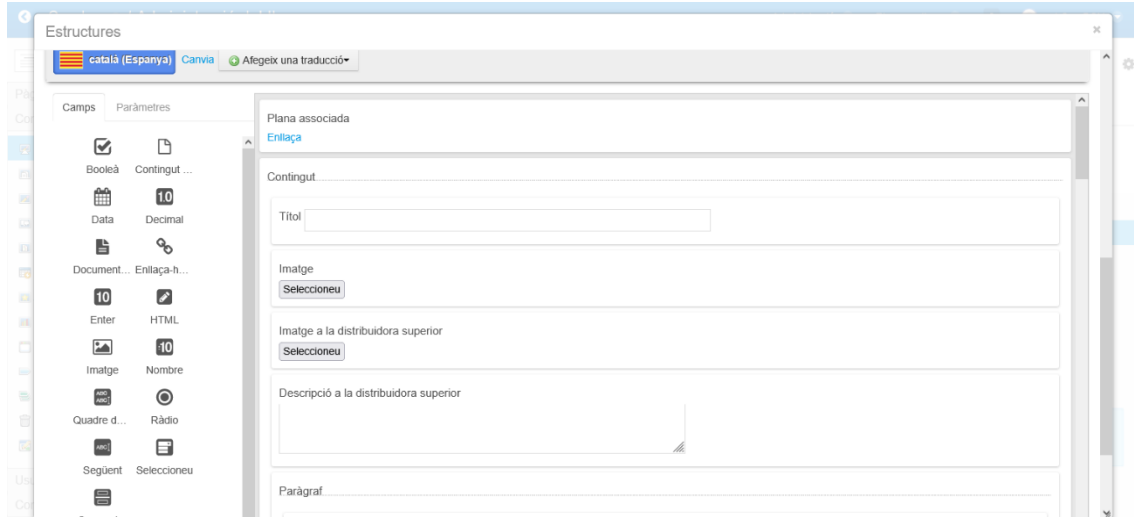 Estructures
català (Espanya) Canvia Afegeix una traducció
Camps Paràmetres
Booleà Contingut ...
Data Decimal
Document... Enllaça-h...
Enter HTML
Imatge Nombre
Quadre d... Ràdio
Següent Seleccioneu
Plana associada
Enllaça
Contingut
Títol
Imatge
Seleccioneu
Imatge a la distribuidora superior
Seleccioneu
Descripció a la distribuidora superior
Paràgraf